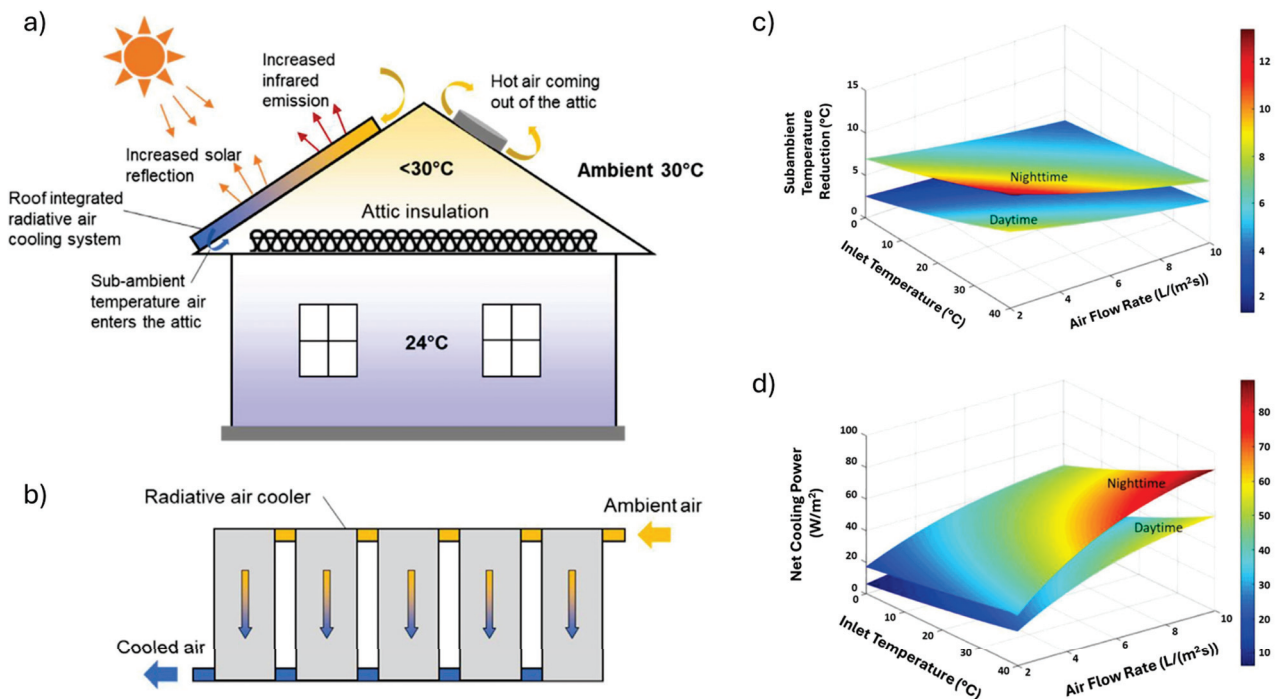 a)
Increased
infrared
emission
Hot air coming
out of the attic
Increased solar
reflection
<30°C
Ambient 30°C
Roof integrated
radiative air
cooling system
Attic insulation
Sub-ambient
temperature air
enters the attic
24°C
b)
Radiative air cooler
Ambient air
Cooled air
c)
Subambient
Temperature
Reduction (°C)
15
10
5
0
Nighttime
Daytime
10
20
30
40
Inlet Temperature (°C)
2
4
6
8
10
Air Flow Rate (L/(m²s))
12
10
8
6
4
2
d)
Net Cooling Power
(W/m²)
100
80
60
40
20
0
Nighttime
Daytime
0
10
20
30
40
Inlet Temperature (°C)
2
4
6
8
10
Air Flow Rate (L/(m²s))
80
70
60
50
40
30
20
10